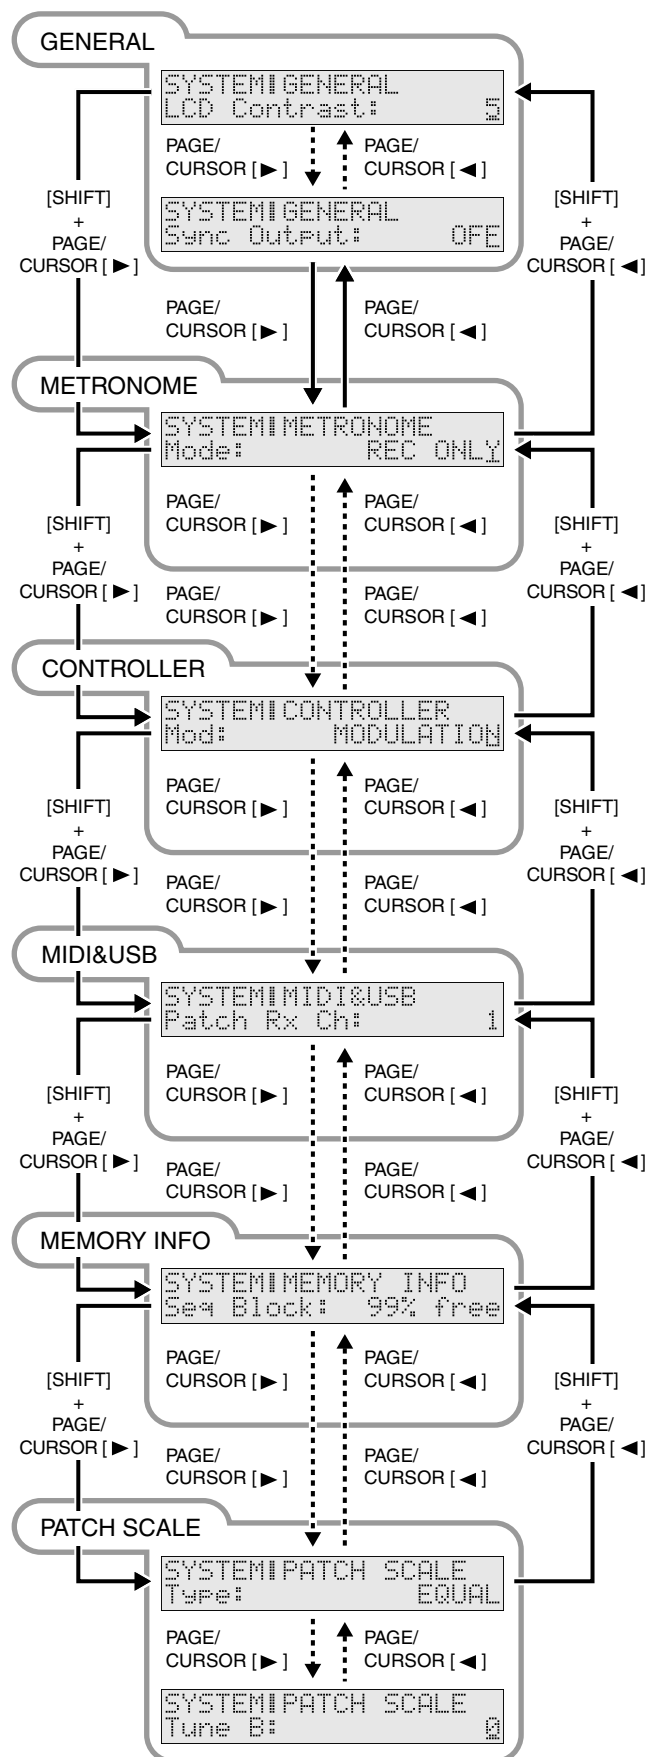 GENERAL
SYSTEM:GENERAL
LCD Contrast: 5
PAGE/
CURSOR [ ▶ ]
PAGE/
CURSOR [ ◀ ]
[SHIFT]
+
PAGE/
CURSOR [ ▶ ]
[SHIFT]
+
PAGE/
CURSOR [ ◀ ]
SYSTEM:GENERAL
Sync Output: OFF
PAGE/
CURSOR [ ▶ ]
PAGE/
CURSOR [ ◀ ]
METRONOME
SYSTEM:METRONOME
Mode: REC ONLY
PAGE/
CURSOR [ ▶ ]
PAGE/
CURSOR [ ◀ ]
[SHIFT]
+
PAGE/
CURSOR [ ▶ ]
[SHIFT]
+
PAGE/
CURSOR [ ◀ ]
PAGE/
CURSOR [ ▶ ]
PAGE/
CURSOR [ ◀ ]
CONTROLLER
SYSTEM:CONTROLLER
Mod: MODULATION
PAGE/
CURSOR [ ▶ ]
PAGE/
CURSOR [ ◀ ]
[SHIFT]
+
PAGE/
CURSOR [ ▶ ]
[SHIFT]
+
PAGE/
CURSOR [ ◀ ]
PAGE/
CURSOR [ ▶ ]
PAGE/
CURSOR [ ◀ ]
MIDI&USB
SYSTEM:MIDI&USB
Patch Rx Ch: 1
PAGE/
CURSOR [ ▶ ]
PAGE/
CURSOR [ ◀ ]
[SHIFT]
+
PAGE/
CURSOR [ ▶ ]
[SHIFT]
+
PAGE/
CURSOR [ ◀ ]
PAGE/
CURSOR [ ▶ ]
PAGE/
CURSOR [ ◀ ]
MEMORY INFO
SYSTEM:MEMORY INFO
Seq Block: 99% free
PAGE/
CURSOR [ ▶ ]
PAGE/
CURSOR [ ◀ ]
[SHIFT]
+
PAGE/
CURSOR [ ▶ ]
[SHIFT]
+
PAGE/
CURSOR [ ◀ ]
PAGE/
CURSOR [ ▶ ]
PAGE/
CURSOR [ ◀ ]
PATCH SCALE
SYSTEM:PATCH SCALE
Type: EQUAL
PAGE/
CURSOR [ ▶ ]
PAGE/
CURSOR [ ◀ ]
SYSTEM:PATCH SCALE
Tune B: 0